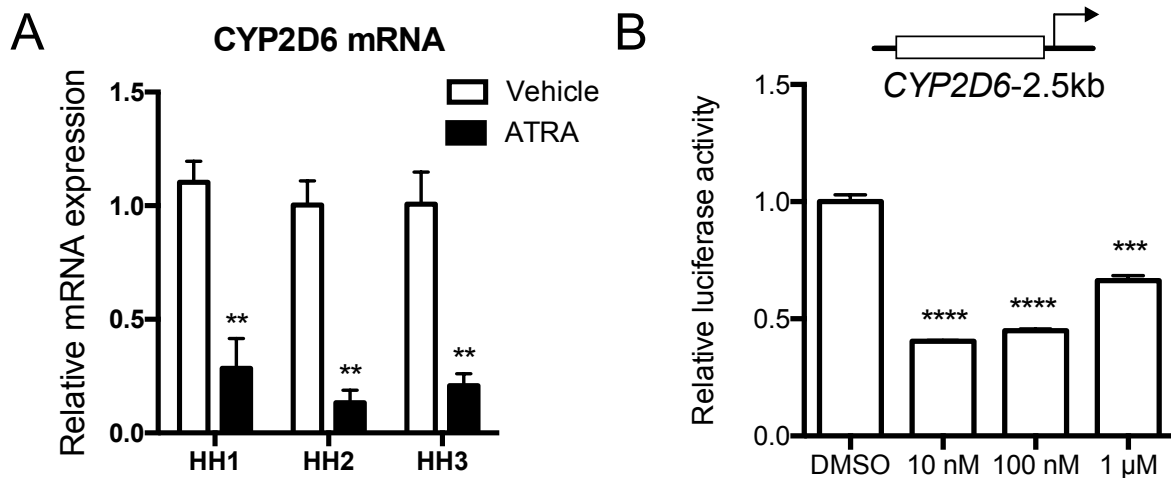 A
CYP2D6 mRNA
Relative mRNA expression
1.5
1.0
0.5
0.0
Vehicle
ATRA
**
**
**
HH1 HH2 HH3
B
CYP2D6-2.5kb
Relative luciferase activity
1.5
1.0
0.5
0.0
****
****
***
DMSO 10 nM 100 nM 1 µM